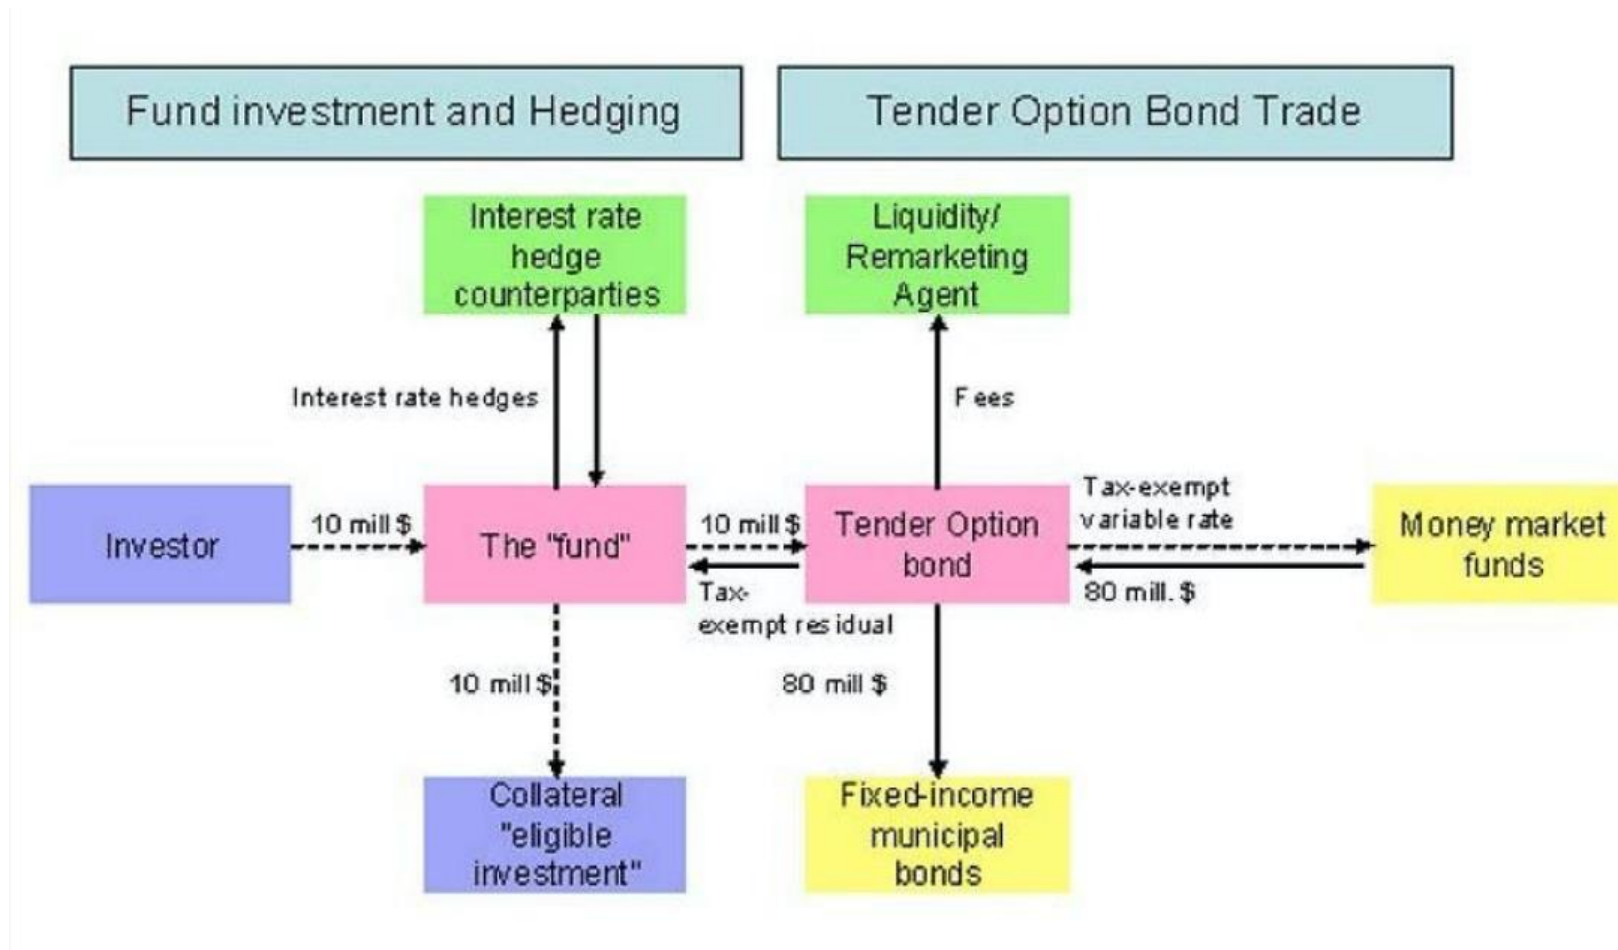 Fund investment and Hedging
Tender Option Bond Trade
Interest rate
hedge
counterparties
Liquidity/
Remarketing
Agent
Interest rate hedges
Fees
Investor
10 mill $
The "fund"
10 mill $
Tax-
exempt residual
Tender Option
bond
Tax-exempt
variable rate
80 mill. $
Money market
funds
10 mill $
80 mill $
Collateral
"eligible
investment"
Fixed-income
municipal
bonds